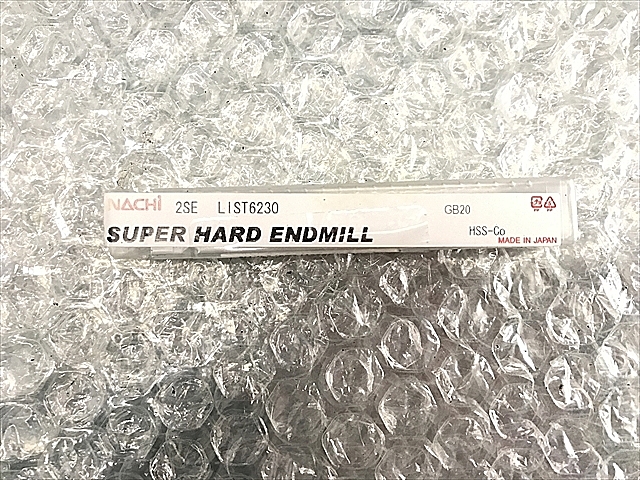 NACHi 2SE LIST6230 GB20
SUPER HARD ENDMILL HSS-Co
MADE IN JAPAN